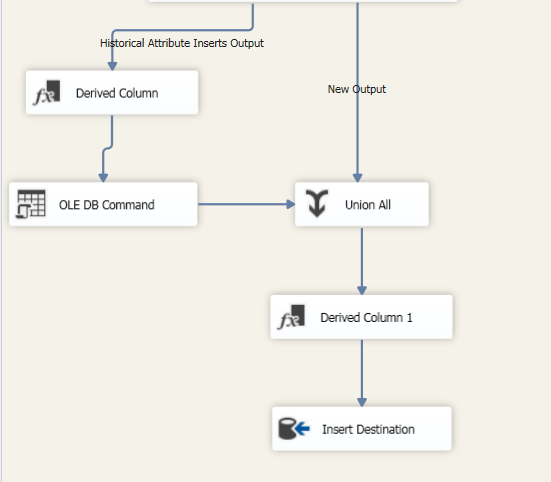 Historical Attribute Inserts Output
New Output
Derived Column
OLE DB Command
Union All
Derived Column 1
Insert Destination